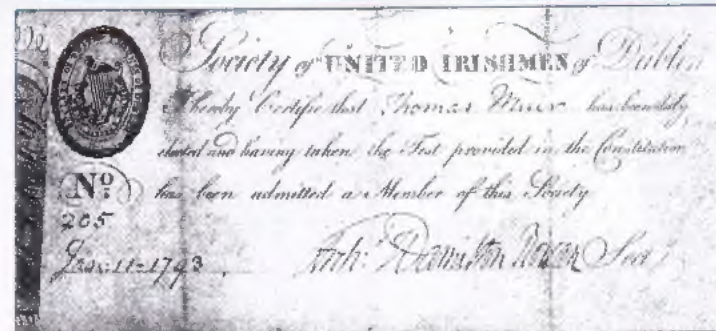 Society of UNITED IRISHMEN of Dublin
I hereby Certifie that Thomas Muir has been duly
elected and having taken the Test provided in the Constitution
has been admitted a Member of this Society
No
205
Jan: 11 - 1793. Arch: Hamilton Rowan Sec